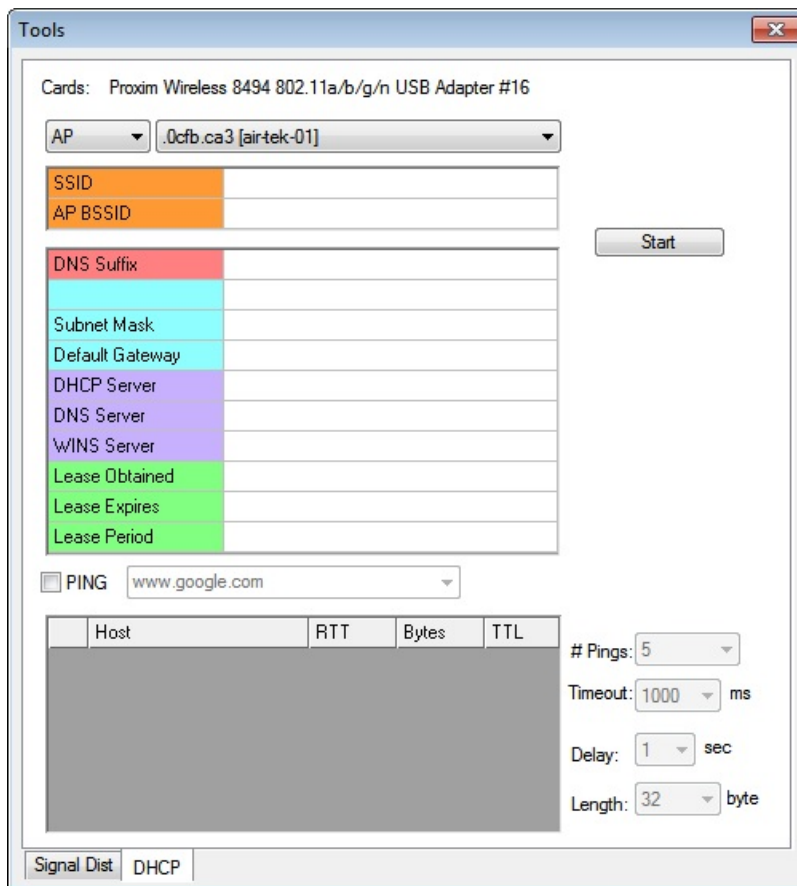 Tools
Cards: Proxim Wireless 8494 802.11a/b/g/n USB Adapter #16
AP .0cfb.ca3 [air-tek-01]
SSID
AP BSSID
Start
DNS Suffix
Subnet Mask
Default Gateway
DHCP Server
DNS Server
WINS Server
Lease Obtained
Lease Expires
Lease Period
PING www.google.com
Host RTT Bytes TTL
# Pings: 5
Timeout: 1000 ms
Delay: 1 sec
Length: 32 byte
Signal Dist DHCP